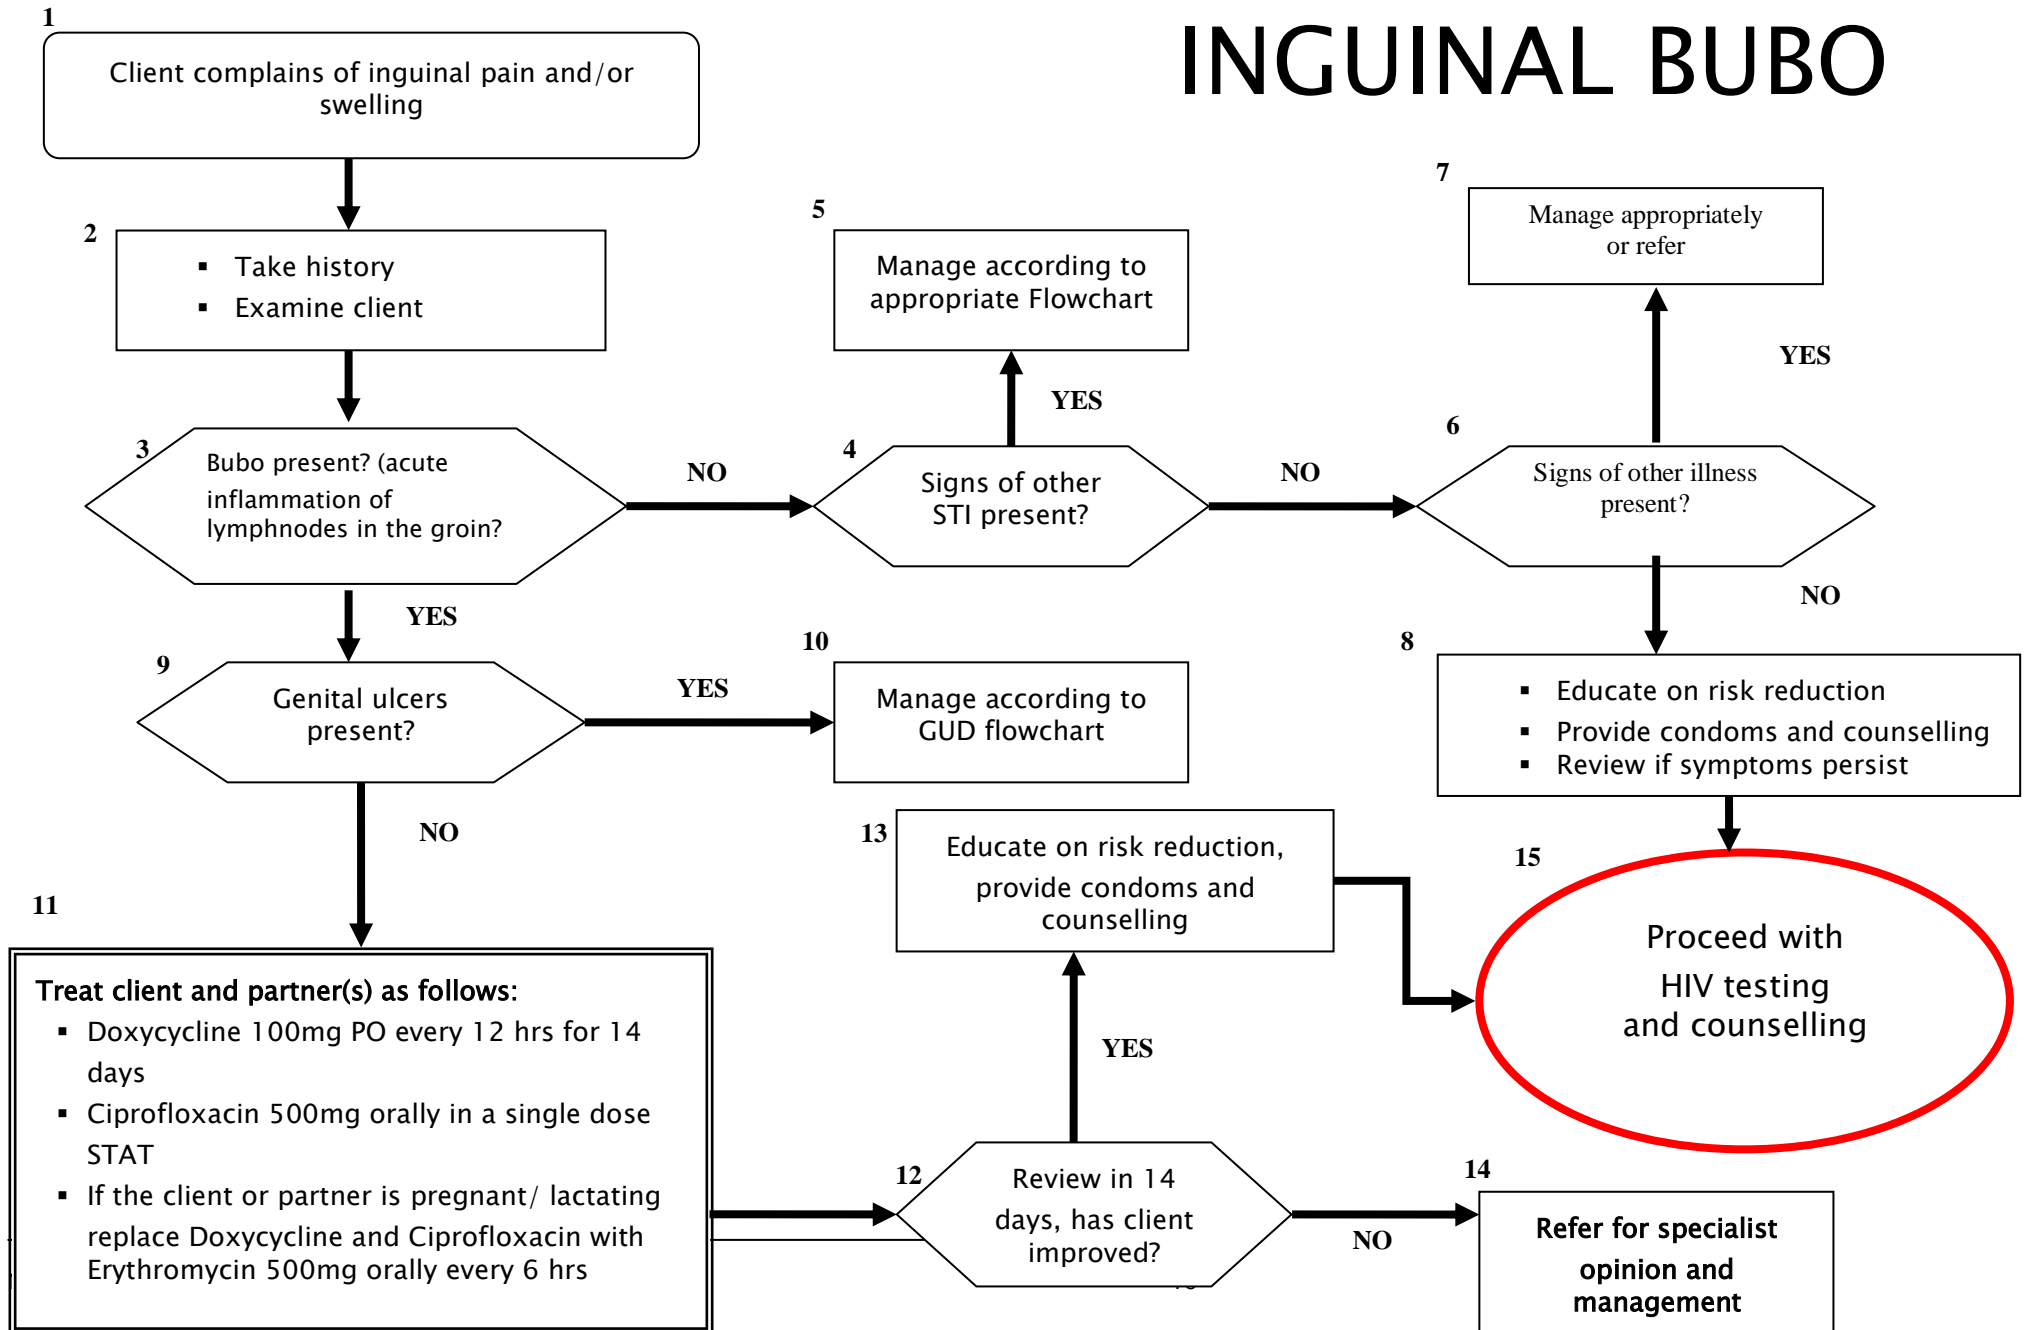 INGUINAL BUBO
1
Client complains of inguinal pain and/or
swelling
2
▪ Take history
▪ Examine client
3
Bubo present? (acute
inflammation of
lymphnodes in the groin?
NO
YES
4
Signs of other
STI present?
YES
NO
5
Manage according to
appropriate Flowchart
6
Signs of other illness
present?
YES
NO
7
Manage appropriately
or refer
8
▪ Educate on risk reduction
▪ Provide condoms and counselling
▪ Review if symptoms persist
9
Genital ulcers
present?
YES
NO
10
Manage according to
GUD flowchart
11
Treat client and partner(s) as follows:
▪ Doxycycline 100mg PO every 12 hrs for 14
days
▪ Ciprofloxacin 500mg orally in a single dose
STAT
▪ If the client or partner is pregnant/ lactating
replace Doxycycline and Ciprofloxacin with
Erythromycin 500mg orally every 6 hrs
12
Review in 14
days, has client
improved?
YES
NO
13
Educate on risk reduction,
provide condoms and
counselling
14
Refer for specialist
opinion and
management
15
Proceed with
HIV testing
and counselling